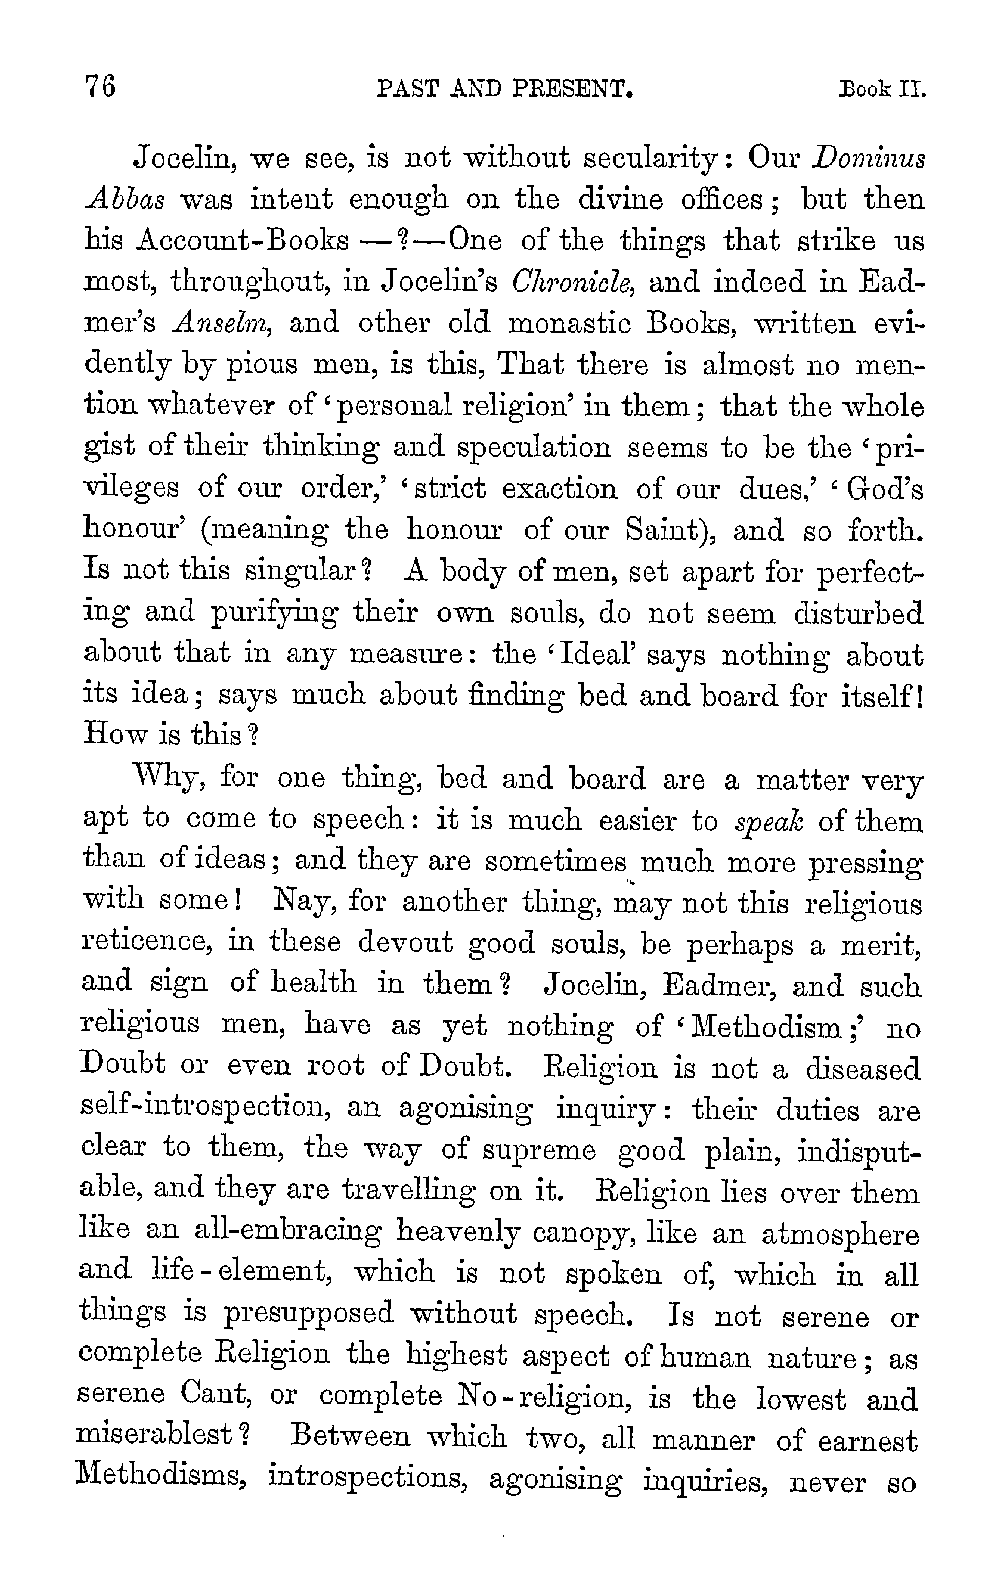 76 PAST AND PRESENT. Book II.
Jocelin, we see, is not without secularity: Our Dominus
Abbas was intent enough on the divine offices; but then
his Account-Books —?—One of the things that strike us
most, throughout, in Jocelin's Chronicle, and indeed in Ead-
mer's Anselm, and other old monastic Books, written evi-
dently by pious men, is this, That there is almost no men-
tion whatever of ‘personal religion’ in them; that the whole
gist of their thinking and speculation seems to be the ‘pri-
vileges of our order,’ ‘strict exaction of our dues,’ ‘God's
honour’ (meaning the honour of our Saint), and so forth.
Is not this singular? A body of men, set apart for perfect-
ing and purifying their own souls, do not seem disturbed
about that in any measure: the ‘Ideal’ says nothing about
its idea; says much about finding bed and board for itself!
How is this?
Why, for one thing, bed and board are a matter very
apt to come to speech: it is much easier to speak of them
than of ideas; and they are sometimes much more pressing
with some! Nay, for another thing, may not this religious
reticence, in these devout good souls, be perhaps a merit,
and sign of health in them? Jocelin, Eadmer, and such
religious men, have as yet nothing of ‘Methodism;’ no
Doubt or even root of Doubt. Religion is not a diseased
self-introspection, an agonising inquiry: their duties are
clear to them, the way of supreme good plain, indisput-
able, and they are travelling on it. Religion lies over them
like an all-embracing heavenly canopy, like an atmosphere
and life-element, which is not spoken of, which in all
things is presupposed without speech. Is not serene or
complete Religion the highest aspect of human nature; as
serene Cant, or complete No-religion, is the lowest and
miserablest? Between which two, all manner of earnest
Methodisms, introspections, agonising inquiries, never so